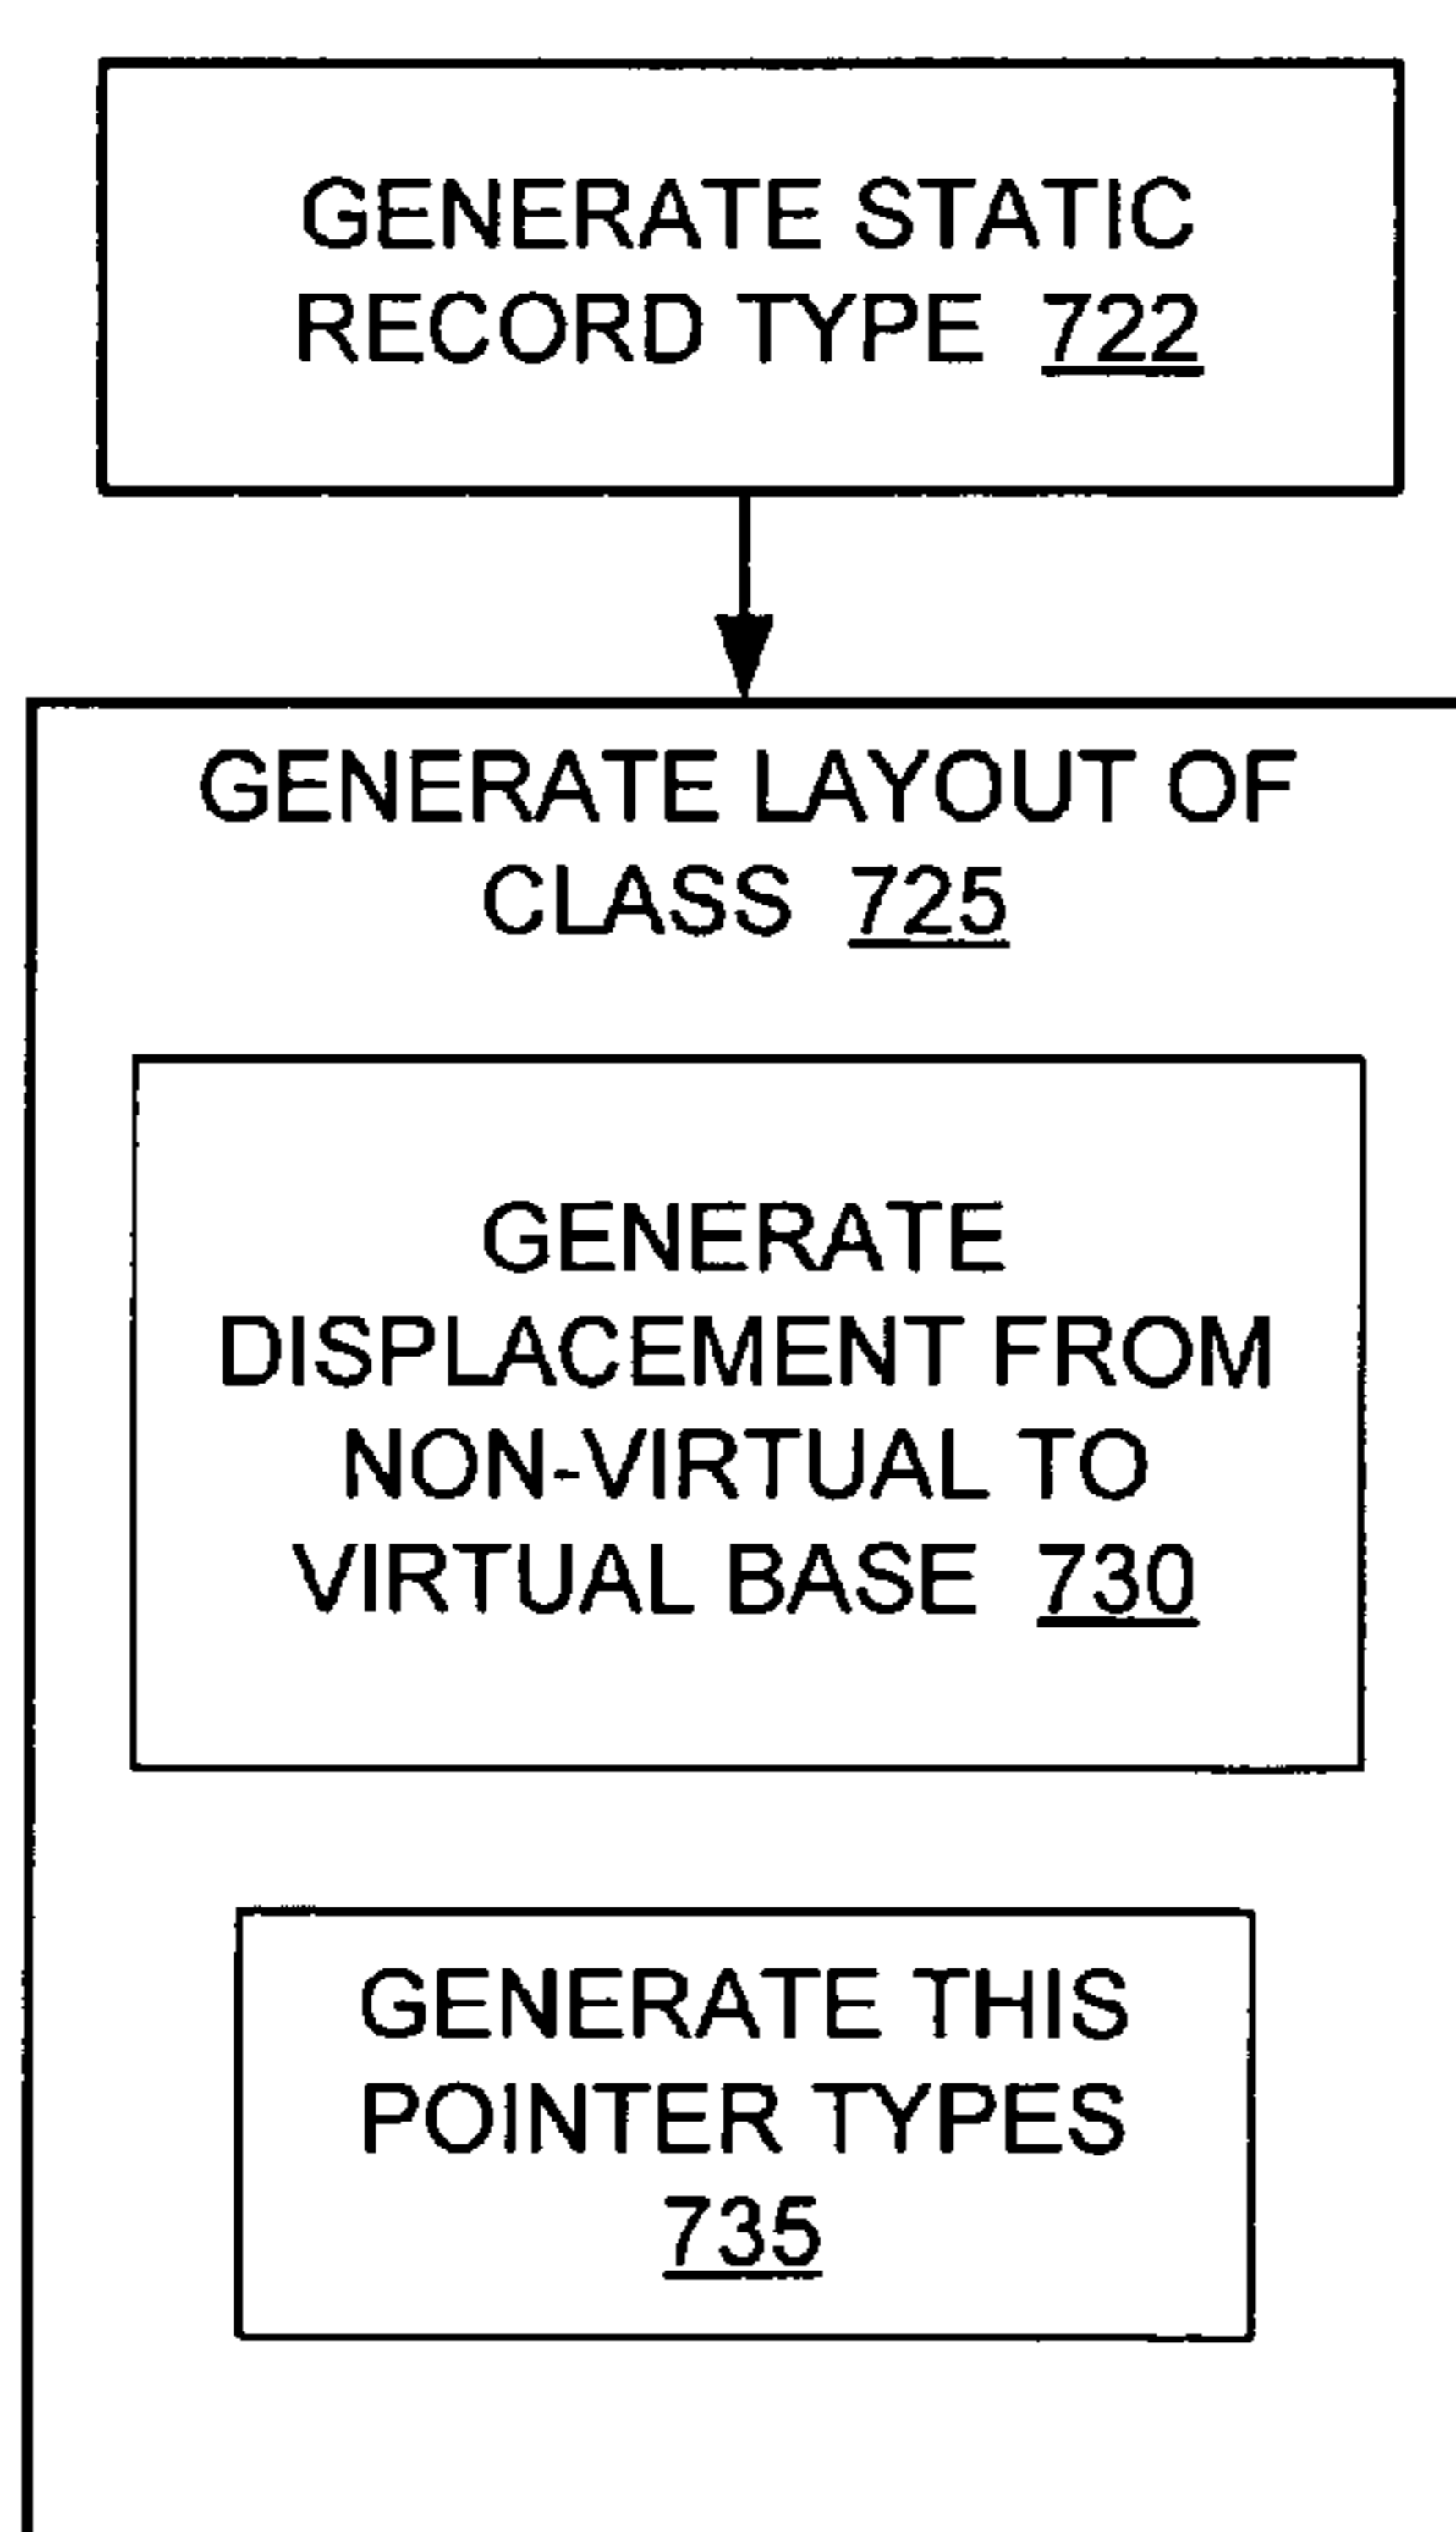 GENERATE STATIC
RECORD TYPE 722
GENERATE LAYOUT OF
CLASS 725
GENERATE
DISPLACEMENT FROM
NON-VIRTUAL TO
VIRTUAL BASE 730
GENERATE THIS
POINTER TYPES
735